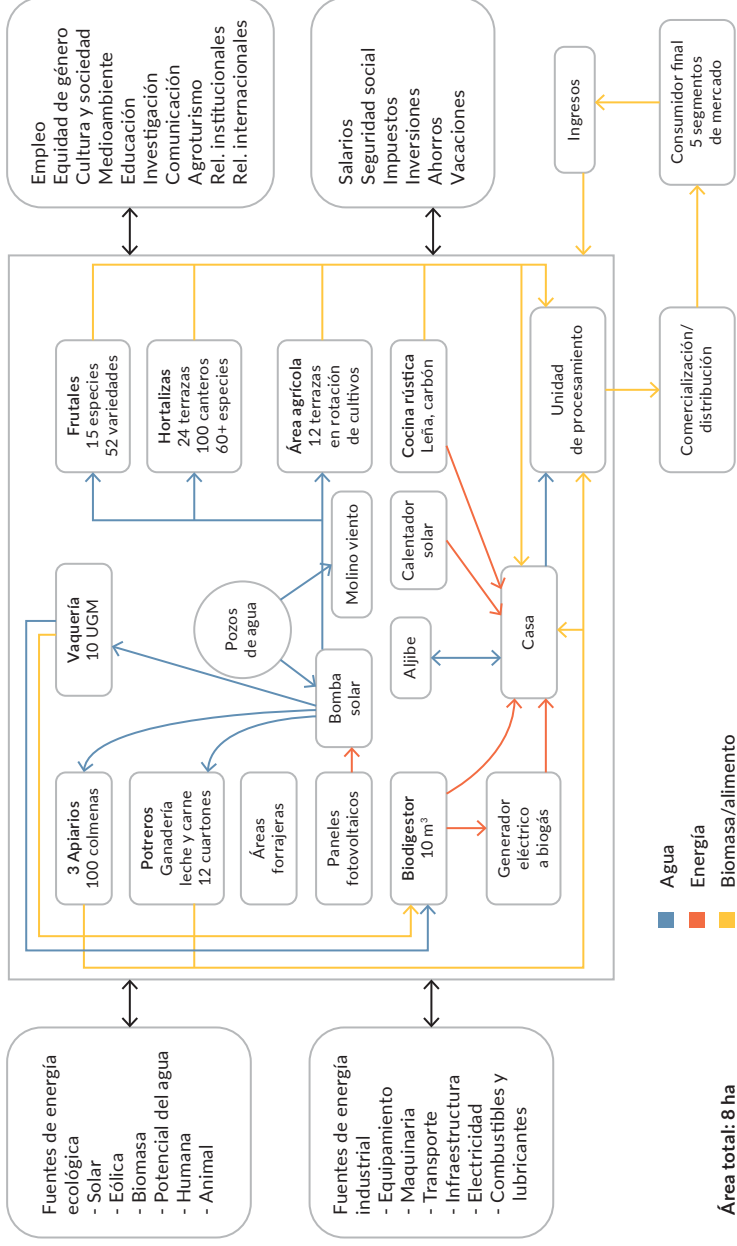 Fuentes de energía
ecológica
- Solar
- Eólica
- Biomasa
- Potencial del agua
- Humana
- Animal
Fuentes de energía
industrial
- Equipamiento
- Maquinaria
- Transporte
- Infraestructura
- Electricidad
- Combustibles y
lubricantes
Área total: 8 ha
3 Apiarios
100 colmenas
Potreros
Ganadería
leche y carne
12 cuartones
Áreas
forrajeras
Paneles
fotovoltaicos
Biodigestor
10 m³
Generador
eléctrico
a biogás
Vaquería
10 UGM
Pozos
de agua
Bomba
solar
Molino viento
Aljibe
Calentador
solar
Casa
Frutales
15 especies
52 variedades
Hortalizas
24 terrazas
100 canteros
60+ especies
Área agrícola
12 terrazas
en rotación
de cultivos
Cocina rústica
Leña, carbón
Unidad
de procesamiento
Empleo
Equidad de género
Cultura y sociedad
Medioambiente
Educación
Investigación
Comunicación
Agroturismo
Rel. institucionales
Rel. internacionales
Salarios
Seguridad social
Impuestos
Inversiones
Ahorros
Vacaciones
Ingresos
Comercialización/
distribución
Consumidor final
5 segmentos
de mercado
Agua
Energía
Biomasa/alimento